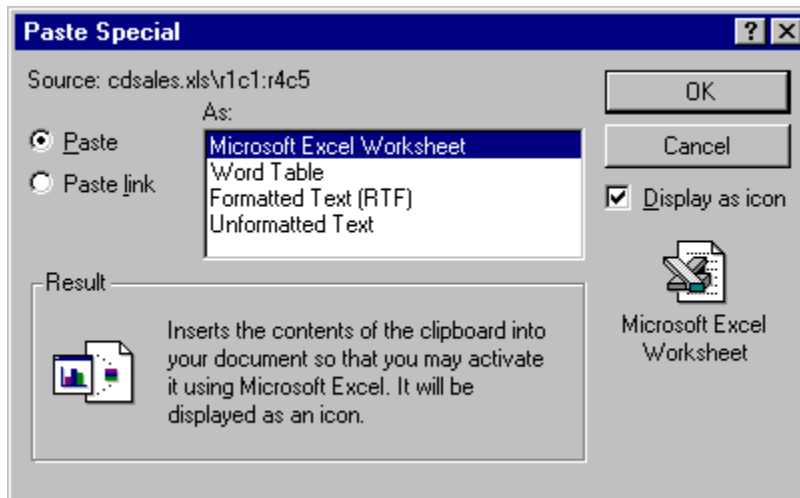 Paste Special
Source: cdsales.xls\r1c1:r4c5
As:
Paste
Paste link
Microsoft Excel Worksheet
Word Table
Formatted Text (RTF)
Unformatted Text
OK
Cancel
Display as icon
Microsoft Excel
Worksheet
Result
Inserts the contents of the clipboard into
your document so that you may activate
it using Microsoft Excel. It will be
displayed as an icon.